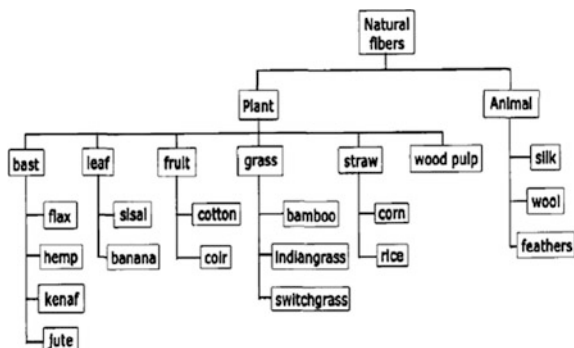 Natural
fibers
Plant
Animal
bast
leaf
fruit
grass
straw
wood pulp
silk
flax
sisal
cotton
bamboo
corn
wool
hemp
banana
coir
Indiangrass
rice
feathers
kenaf
switchgrass
jute